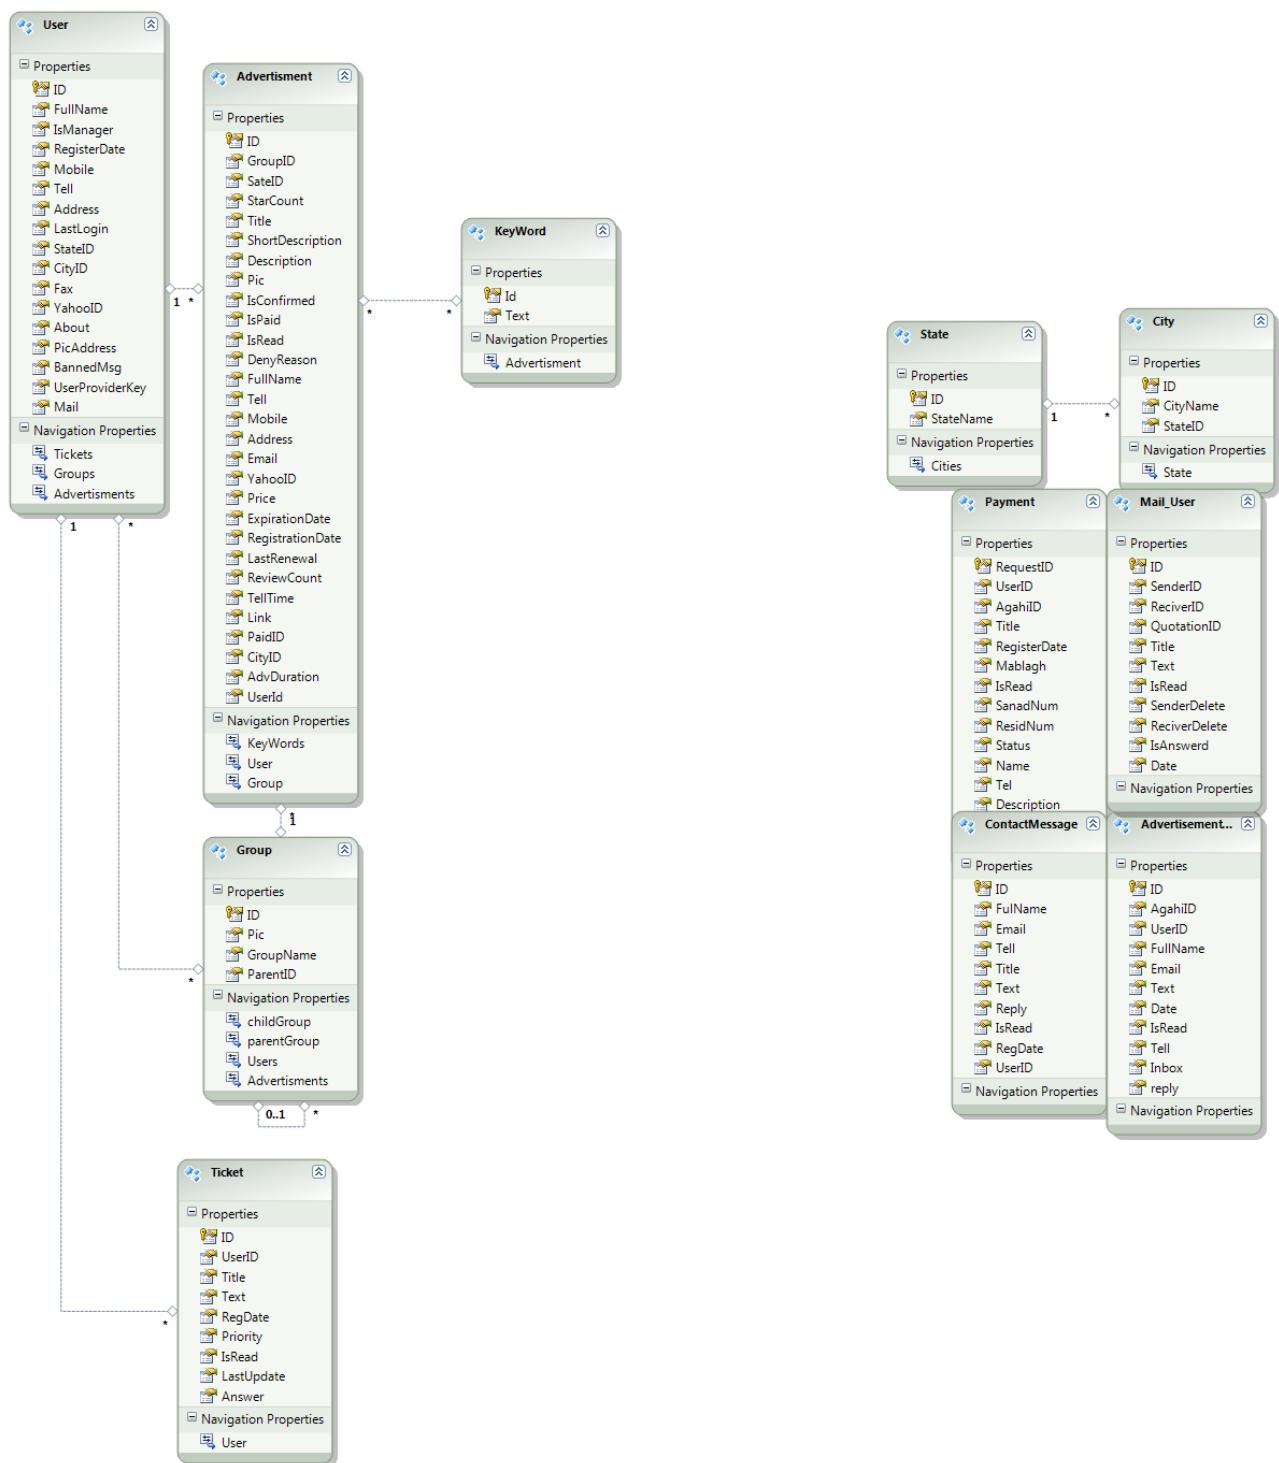 User
Properties
ID
FullName
IsManager
RegisterDate
Mobile
Tell
Address
LastLogin
StateID
CityID
Fax
YahooID
About
PicAddress
BannedMsg
UserProviderKey
Mail
Navigation Properties
Tickets
Groups
Advertisments
1
*
1 *
Advertisment
Properties
ID
GroupID
SateID
StarCount
Title
ShortDescription
Description
Pic
IsConfirmed
IsPaid
IsRead
DenyReason
FullName
Tell
Mobile
Address
Email
YahooID
Price
ExpirationDate
RegistrationDate
LastRenewal
ReviewCount
TellTime
Link
PaidID
CityID
AdvDuration
UserId
Navigation Properties
KeyWords
User
Group
*
*
KeyWord
Properties
Id
Text
Navigation Properties
Advertisment
*
1
Group
Properties
ID
Pic
GroupName
ParentID
Navigation Properties
childGroup
parentGroup
Users
Advertisments
*
0..1 *
Ticket
Properties
ID
UserID
Title
Text
RegDate
Priority
IsRead
LastUpdate
Answer
Navigation Properties
User
*
State
Properties
ID
StateName
Navigation Properties
Cities
1 *
City
Properties
ID
CityName
StateID
Navigation Properties
State
Payment
Properties
RequestID
UserID
AgahiID
Title
RegisterDate
Mablagh
IsRead
SanadNum
ResidNum
Status
Name
Tel
Description
Mail_User
Properties
ID
SenderID
ReciverID
QuotationID
Title
Text
IsRead
SenderDelete
ReciverDelete
IsAnswerd
Date
Navigation Properties
ContactMessage
Properties
ID
FulName
Email
Tell
Title
Text
Reply
IsRead
RegDate
UserID
Navigation Properties
Advertisement...
Properties
ID
AgahiID
UserID
FullName
Email
Text
Date
IsRead
Tell
Inbox
reply
Navigation Properties